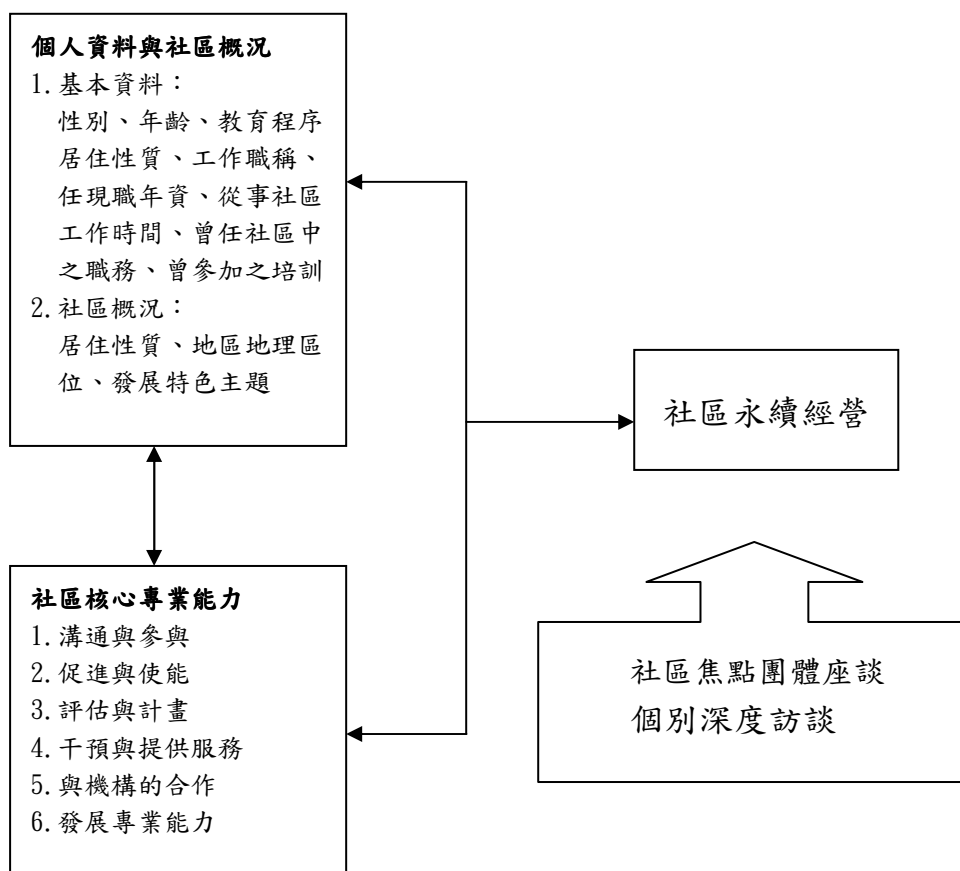 個人資料與社區概況
1.基本資料：
性別、年齡、教育程序
居住性質、工作職稱、
任現職年資、從事社區
工作時間、曾任社區中
之職務、曾參加之培訓
2.社區概況：
居住性質、地區地理區
位、發展特色主題
社區永續經營
社區核心專業能力
1.溝通與參與
2.促進與使能
3.評估與計畫
4.干預與提供服務
5.與機構的合作
6.發展專業能力
社區焦點團體座談
個別深度訪談